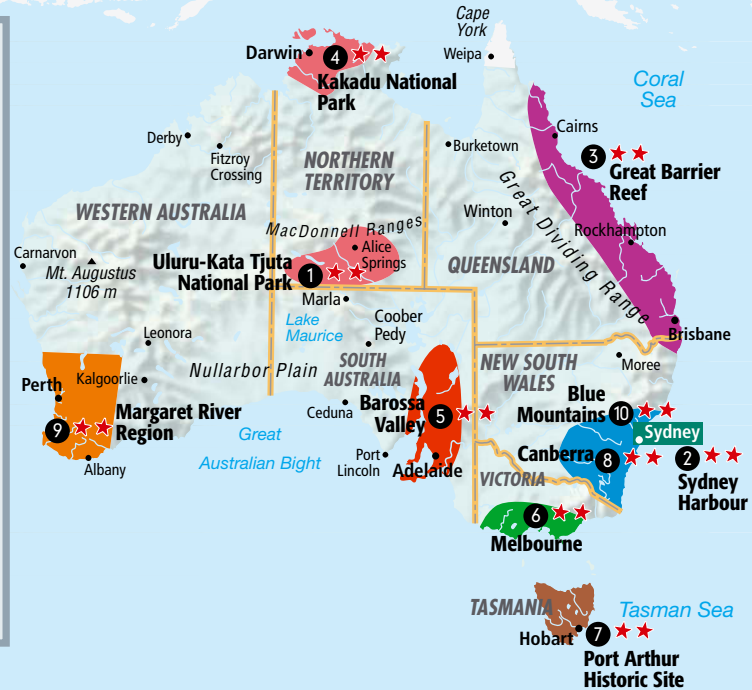 Cape
York
Weipa
Coral
Sea
Darwin
4
Kakadu National
Park
Derby
Fitzroy
Crossing
NORTHERN
TERRITORY
Burketown
Cairns
3
Great Barrier
Reef
WESTERN AUSTRALIA
MacDonnell Ranges
Winton
Great Dividing Range
Rockhampton
Carnarvon
Mt. Augustus
1106 m
Uluru-Kata Tjuta
National Park
1
Alice
Springs
QUEENSLAND
Marla
Lake
Maurice
Coober
Pedy
Brisbane
Leonora
Nullarbor Plain
SOUTH
AUSTRALIA
NEW SOUTH
WALES
Moree
Perth
Kalgoorlie
9
Margaret River
Region
Albany
Ceduna
Great
Australian Bight
Port
Lincoln
Barossa
Valley
5
Adelaide
Blue
Mountains
10
Sydney
Canberra
8
2
Sydney
Harbour
VICTORIA
6
Melbourne
TASMANIA
Tasman Sea
Hobart
7
Port Arthur
Historic Site